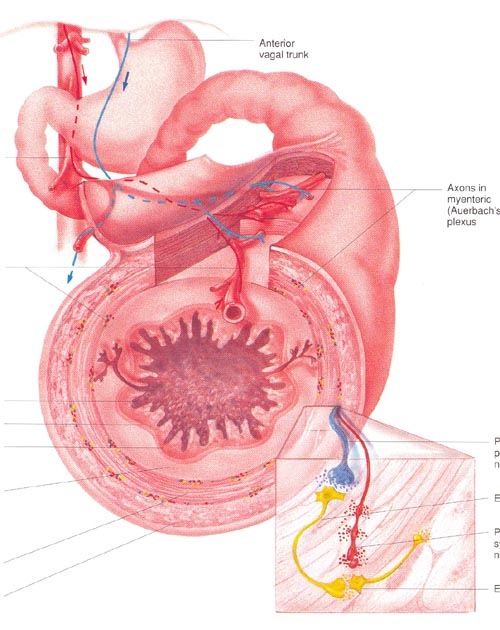 Anterior
vagal trunk
Axons in
myenteric
(Auerbach's
plexus
P
p
n
E
P
s
n
E